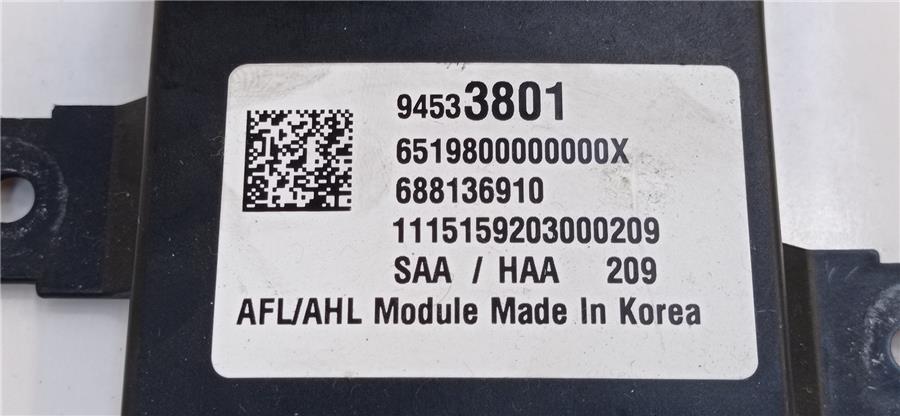 94533801
6519800000000X
688136910
1115159203000209
SAA / HAA 209
AFL/AHL Module Made In Korea